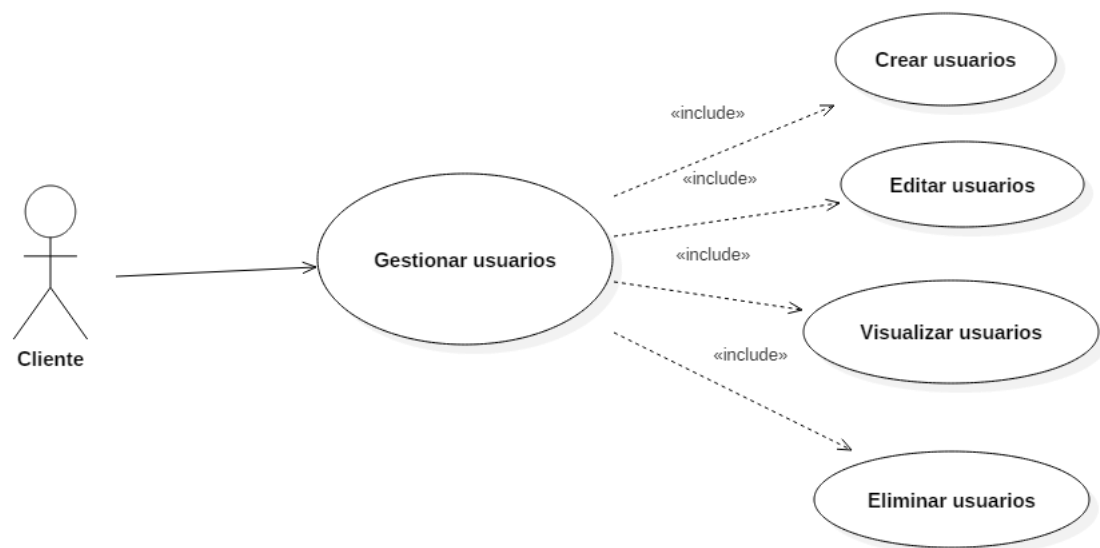 Crear usuarios
«include»
«include»
Editar usuarios
«include»
Gestionar usuarios
Visualizar usuarios
«include»
Cliente
Eliminar usuarios